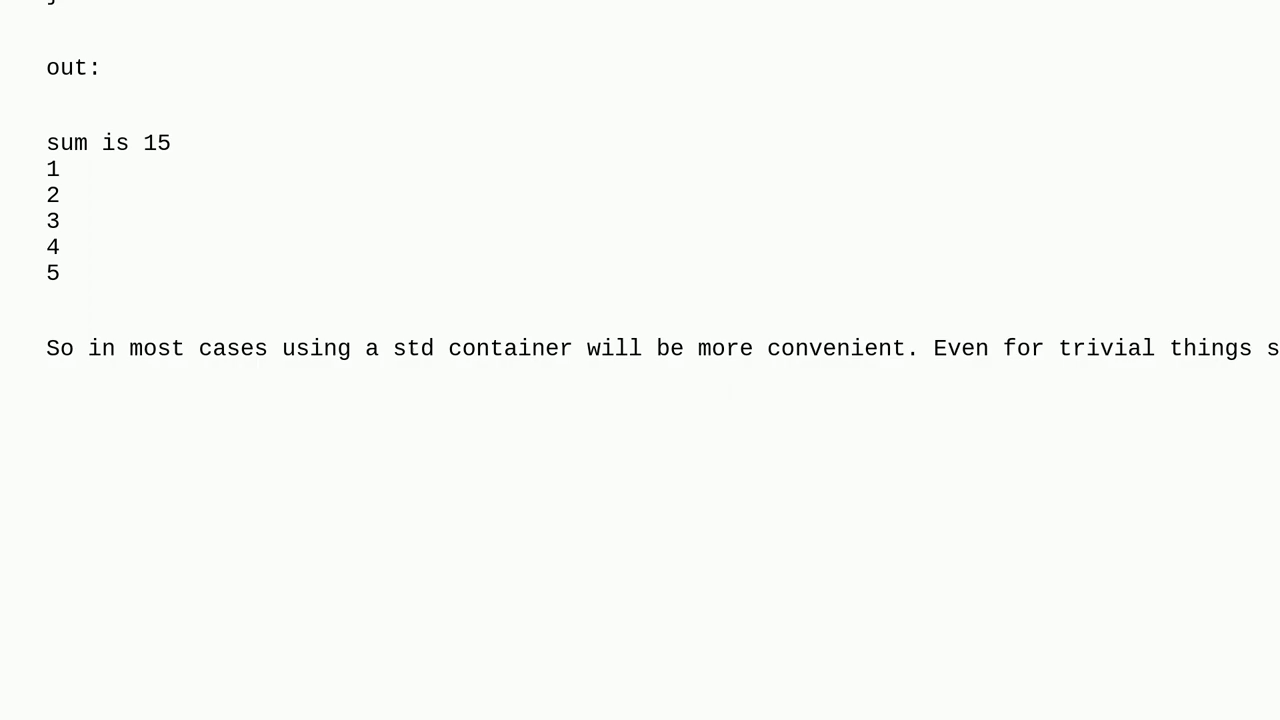 out:
sum is 15
1
2
3
4
5
So in most cases using a std container will be more convenient. Even for trivial things